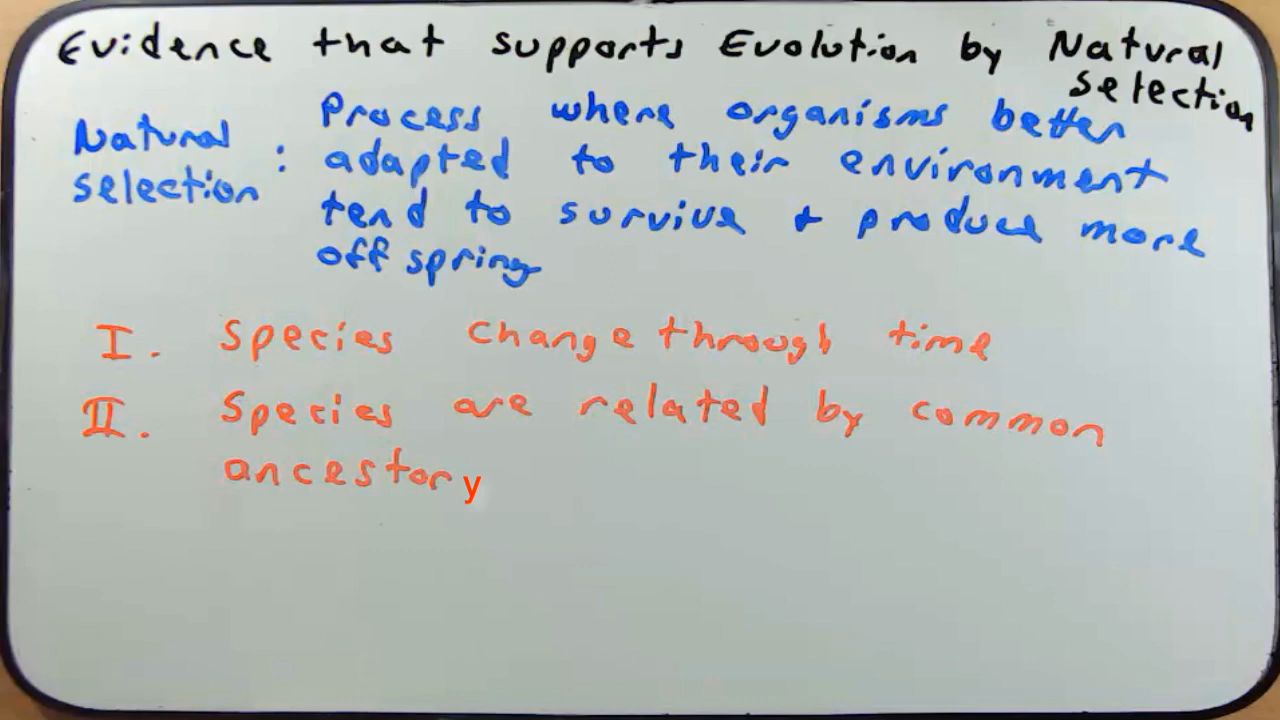 Evidence that supports Evolution by Natural
selection
Natural
selection :
Process where organisms better
adapted to their environment
tend to survive + produce more
offspring
I. Species change through time
II. Species are related by common
ancestory